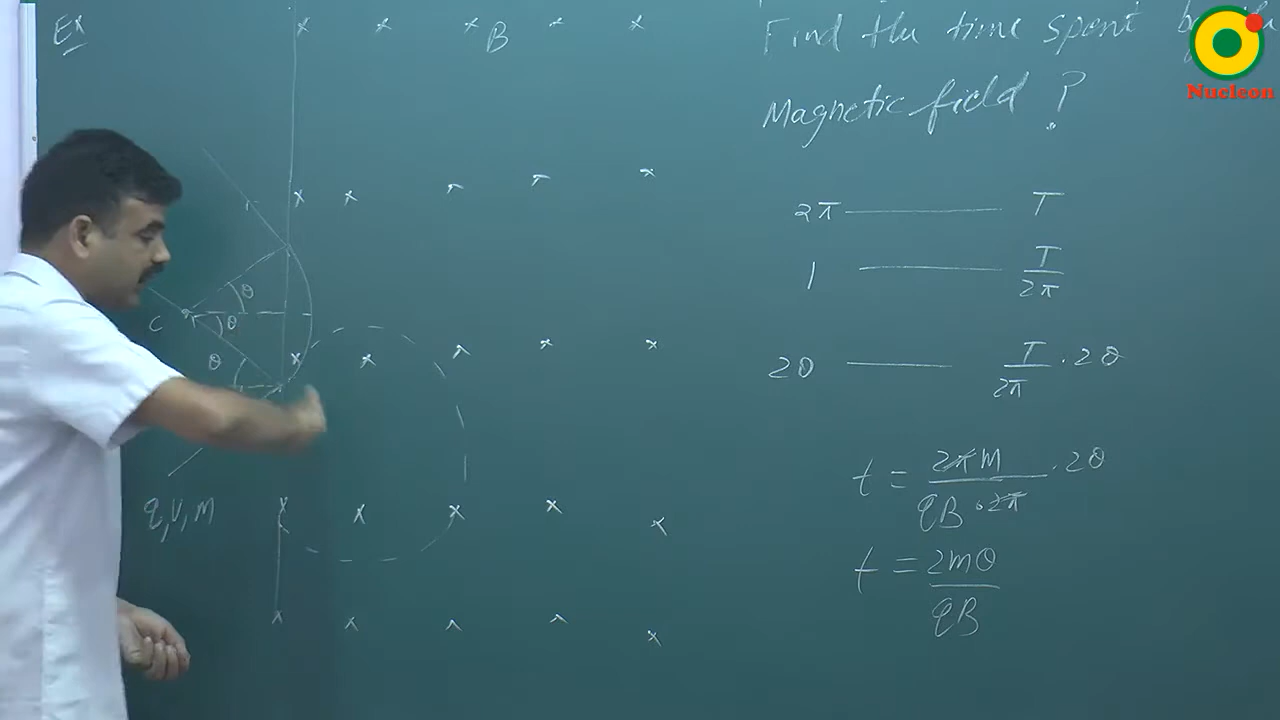 Ex
B
Find the time spent
Nucleon
Magnetic field ?
2π — T
1 — T/2π
θ
C
θ
θ
2θ — T/2π · 2θ
t = 2πm/qB·2π · 2θ
q,v,m
t = 2mθ/qB